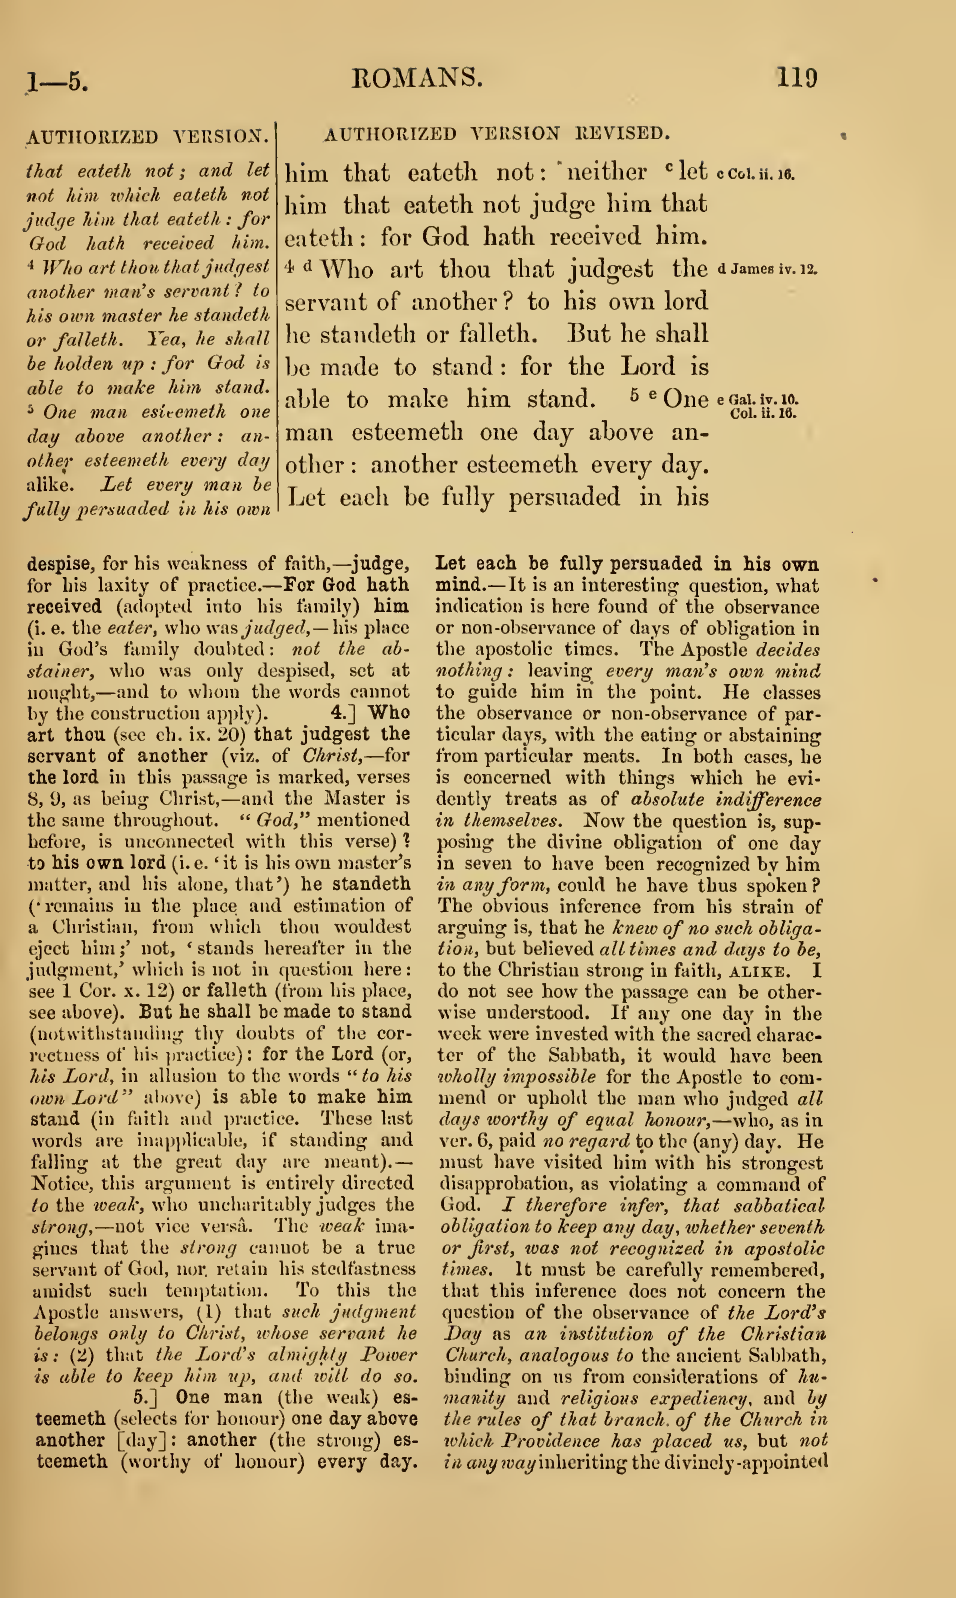 1—5.
ROMANS.
119
AUTHORIZED VERSION.
that eateth not; and let
not him which eateth not
judge him that eateth: for
God hath received him.
4 Who art thou that judgest
another man's servant? to
his own master he standeth
or falleth. Yea, he shall
be holden up: for God is
able to make him stand.
5 One man esteemeth one
day above another: an-
other esteemeth every day
alike. Let every man be
fully persuaded in his own
AUTHORIZED VERSION REVISED.
him that eateth not: neither c let
him that eateth not judge him that
eateth: for God hath received him.
4 d Who art thou that judgest the
servant of another? to his own lord
he standeth or falleth. But he shall
be made to stand: for the Lord is
able to make him stand. 5 e One
man esteemeth one day above an-
other: another esteemeth every day.
Let each be fully persuaded in his
c Col. ii. 16.
d James iv. 12.
e Gal. iv. 10.
Col. ii. 16.
despise, for his weakness of faith,—judge,
for his laxity of practice.—For God hath
received (adopted into his family) him
(i. e. the eater, who was judged,—his place
in God's family doubted: not the ab-
stainer, who was only despised, set at
nought,—and to whom the words cannot
by the construction apply). 4.] Who
art thou (see ch. ix. 20) that judgest the
servant of another (viz. of Christ,—for
the lord in this passage is marked, verses
8, 9, as being Christ,—and the Master is
the same throughout. "God," mentioned
before, is unconnected with this verse)?
to his own lord (i. e. 'it is his own master's
matter, and his alone, that') he standeth
('remains in the place and estimation of
a Christian, from which thou wouldest
eject him;' not, 'stands hereafter in the
judgment,' which is not in question here:
see 1 Cor. x. 12) or falleth (from his place,
see above). But he shall be made to stand
(notwithstanding thy doubts of the cor-
rectness of his practice): for the Lord (or,
his Lord, in allusion to the words "to his
own Lord" above) is able to make him
stand (in faith and practice. These last
words are inapplicable, if standing and
falling at the great day are meant).—
Notice, this argument is entirely directed
to the weak, who uncharitably judges the
strong,—not vice versâ. The weak ima-
gines that the strong cannot be a true
servant of God, nor retain his stedfastness
amidst such temptation. To this the
Apostle answers, (1) that such judgment
belongs only to Christ, whose servant he
is: (2) that the Lord's almighty Power
is able to keep him up, and will do so.
5.] One man (the weak) es-
teemeth (selects for honour) one day above
another [day]: another (the strong) es-
teemeth (worthy of honour) every day.
Let each be fully persuaded in his own
mind.—It is an interesting question, what
indication is here found of the observance
or non-observance of days of obligation in
the apostolic times. The Apostle decides
nothing: leaving every man's own mind
to guide him in the point. He classes
the observance or non-observance of par-
ticular days, with the eating or abstaining
from particular meats. In both cases, he
is concerned with things which he evi-
dently treats as of absolute indifference
in themselves. Now the question is, sup-
posing the divine obligation of one day
in seven to have been recognized by him
in any form, could he have thus spoken?
The obvious inference from his strain of
arguing is, that he knew of no such obliga-
tion, but believed all times and days to be,
to the Christian strong in faith, ALIKE. I
do not see how the passage can be other-
wise understood. If any one day in the
week were invested with the sacred charac-
ter of the Sabbath, it would have been
wholly impossible for the Apostle to com-
mend or uphold the man who judged all
days worthy of equal honour,—who, as in
ver. 6, paid no regard to the (any) day. He
must have visited him with his strongest
disapprobation, as violating a command of
God. I therefore infer, that sabbatical
obligation to keep any day, whether seventh
or first, was not recognized in apostolic
times. It must be carefully remembered,
that this inference does not concern the
question of the observance of the Lord's
Day as an institution of the Christian
Church, analogous to the ancient Sabbath,
binding on us from considerations of hu-
manity and religious expediency, and by
the rules of that branch of the Church in
which Providence has placed us, but not
in any way inheriting the divinely-appointed